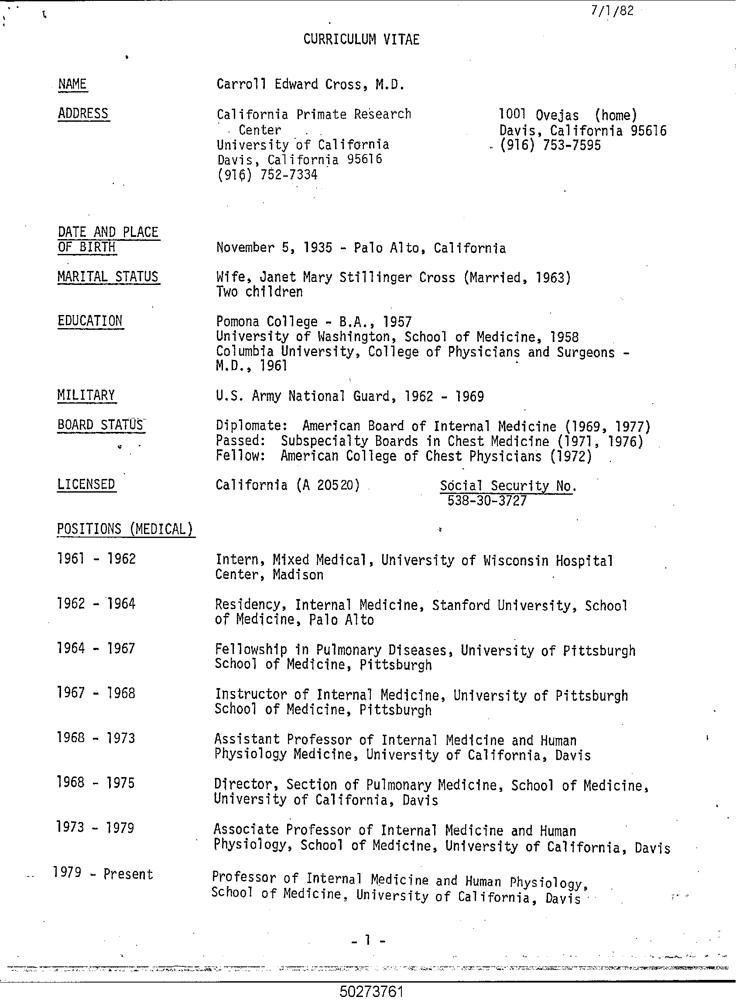 7/1/82
CURRICULUM VITAE
NAME Carroll Edward Cross, M.D.
ADDRESS California Primate Research 1001 Ovejas (home)
Center Davis, California 95616
University of California (916) 753-7595
Davis, California 95616
(916) 752-7334
DATE AND PLACE
OF BIRTH November 5, 1935 - Palo Alto, California
MARITAL STATUS Wife, Janet Mary Stillinger Cross (Married, 1963)
Two children
EDUCATION Pomona College - B.A., 1957
University of Washington, School of Medicine, 1958
Columbia University, College of Physicians and Surgeons -
M.D., 1961
MILITARY U.S. Army National Guard, 1962 - 1969
BOARD STATUS Diplomate: American Board of Internal Medicine (1969, 1977)
Passed: Subspecialty Boards in Chest Medicine (1971, 1976)
Fellow: American College of Chest Physicians (1972)
LICENSED California (A 20520) Social Security No.
538-30-3727
POSITIONS (MEDICAL)
1961 - 1962 Intern, Mixed Medical, University of Wisconsin Hospital
Center, Madison
1962 - 1964 Residency, Internal Medicine, Stanford University, School
of Medicine, Palo Alto
1964 - 1967 Fellowship in Pulmonary Diseases, University of Pittsburgh
School of Medicine, Pittsburgh
1967 - 1968 Instructor of Internal Medicine, University of Pittsburgh
School of Medicine, Pittsburgh
1968 - 1973 Assistant Professor of Internal Medicine and Human
Physiology Medicine, University of California, Davis
1968 - 1975 Director, Section of Pulmonary Medicine, School of Medicine,
University of California, Davis
1973 - 1979 Associate Professor of Internal Medicine and Human
Physiology, School of Medicine, University of California, Davis
1979 - Present Professor of Internal Medicine and Human Physiology,
School of Medicine, University of California, Davis
- 1 -
50273761